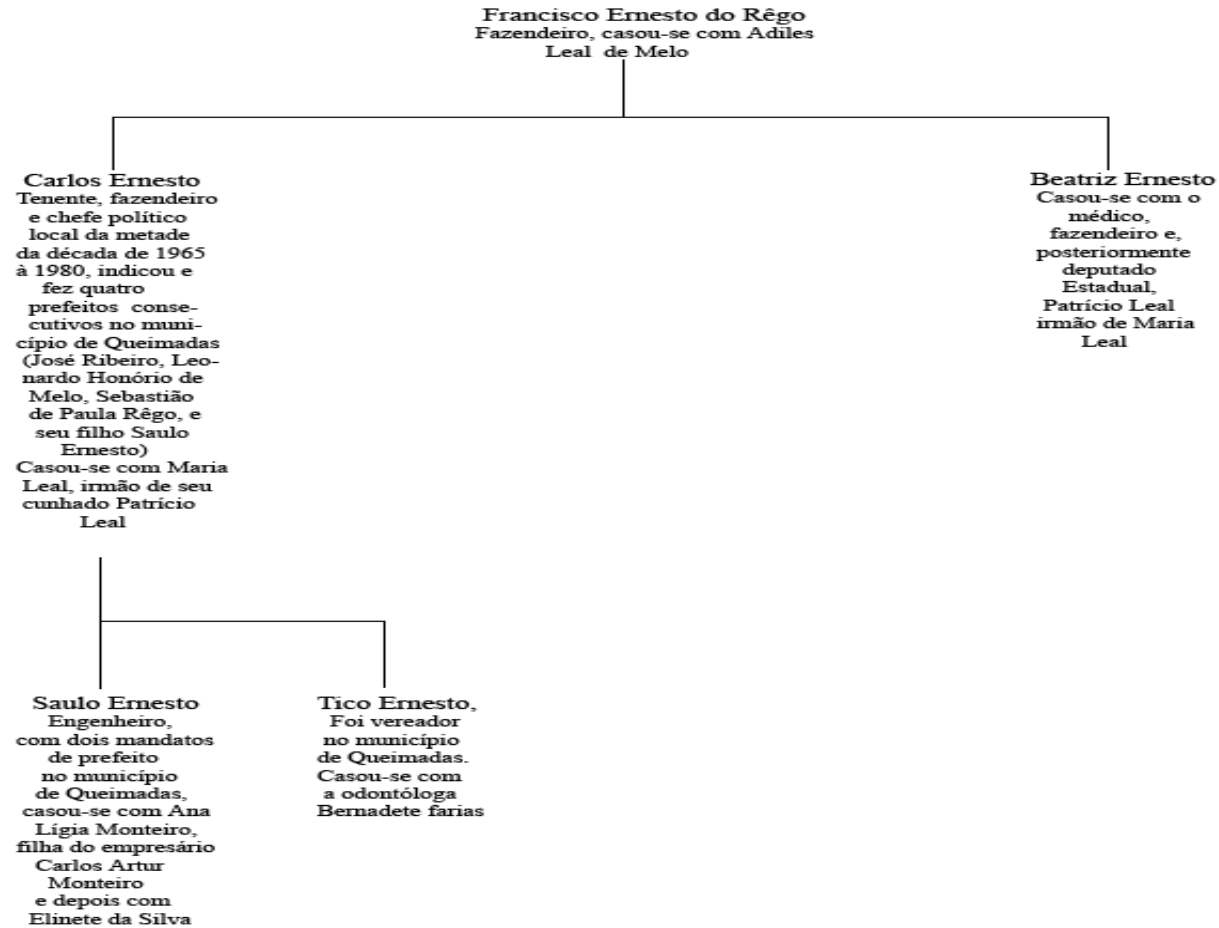 Francisco Ernesto do Rêgo
Fazendeiro, casou-se com Adiles
Leal de Melo
Carlos Ernesto
Tenente, fazendeiro
e chefe político
local da metade
da década de 1965
à 1980, indicou e
fez quatro
prefeitos conse-
cutivos no muni-
cípio de Queimadas
(José Ribeiro, Leo-
nardo Honório de
Melo, Sebastião
de Paula Rêgo, e
seu filho Saulo
Ernesto)
Casou-se com Maria
Leal, irmão de seu
cunhado Patrício
Leal
Beatriz Ernesto
Casou-se com o
médico,
fazendeiro e,
posteriormente
deputado
Estadual,
Patrício Leal
irmão de Maria
Leal
Saulo Ernesto
Engenheiro,
com dois mandatos
de prefeito
no município
de Queimadas,
casou-se com Ana
Lígia Monteiro,
filha do empresário
Carlos Artur
Monteiro
e depois com
Elinete da Silva
Tico Ernesto,
Foi vereador
no município
de Queimadas.
Casou-se com
a odontóloga
Bernadete farias